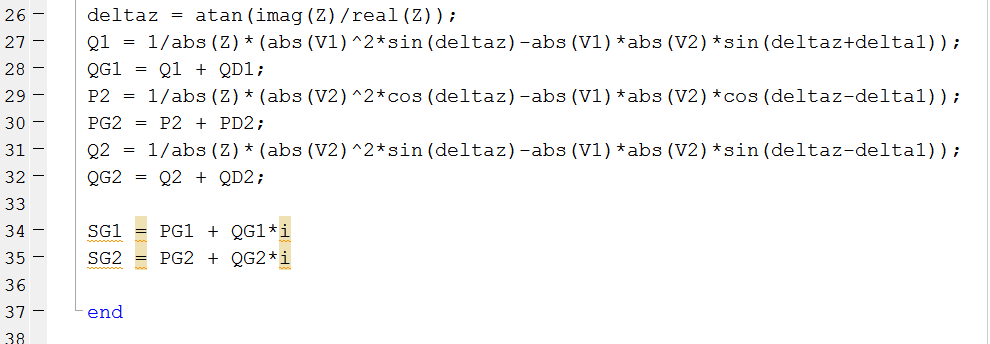 26 - deltaz = atan(imag(Z)/real(Z));
27 - Q1 = 1/abs(Z)*(abs(V1)^2*sin(deltaz)-abs(V1)*abs(V2)*sin(deltaz+delta1));
28 - QG1 = Q1 + QD1;
29 - P2 = 1/abs(Z)*(abs(V2)^2*cos(deltaz)-abs(V1)*abs(V2)*cos(deltaz-delta1));
30 - PG2 = P2 + PD2;
31 - Q2 = 1/abs(Z)*(abs(V2)^2*sin(deltaz)-abs(V1)*abs(V2)*sin(deltaz-delta1));
32 - QG2 = Q2 + QD2;
33
34 - SG1 = PG1 + QG1*i
35 - SG2 = PG2 + QG2*i
36
37 - end
38